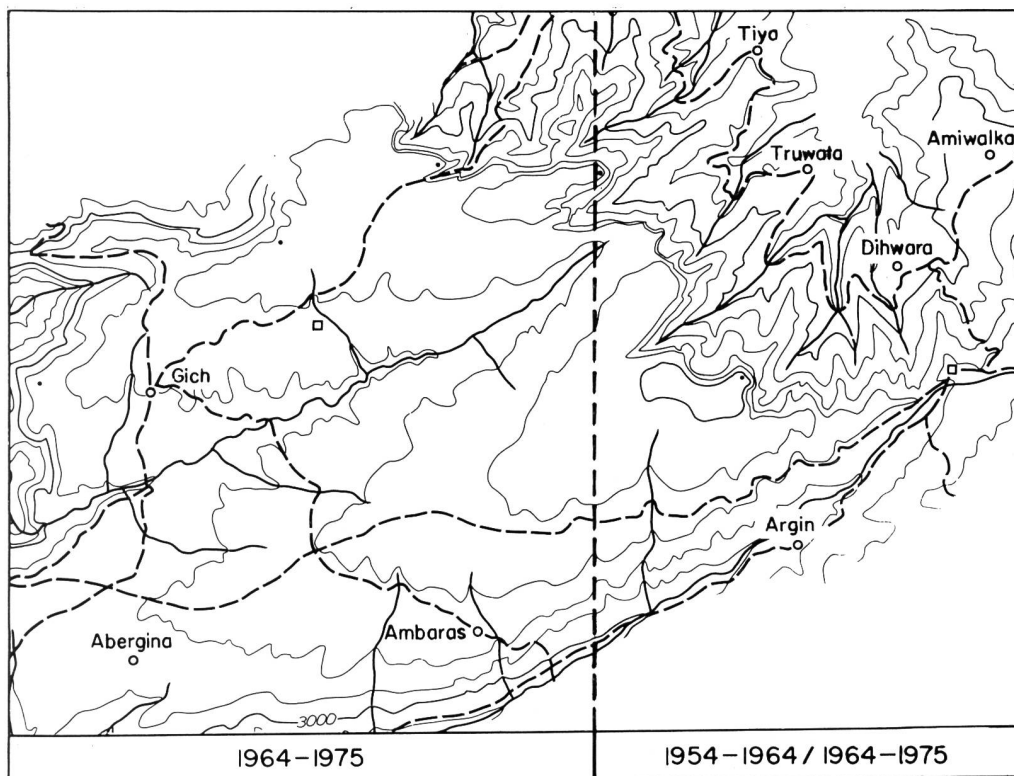 Tiya
Amiwalka
Truwata
Dihwara
Gich
Argin
Ambaras
Abergina
3000
1964-1975
1954-1964/1964-1975